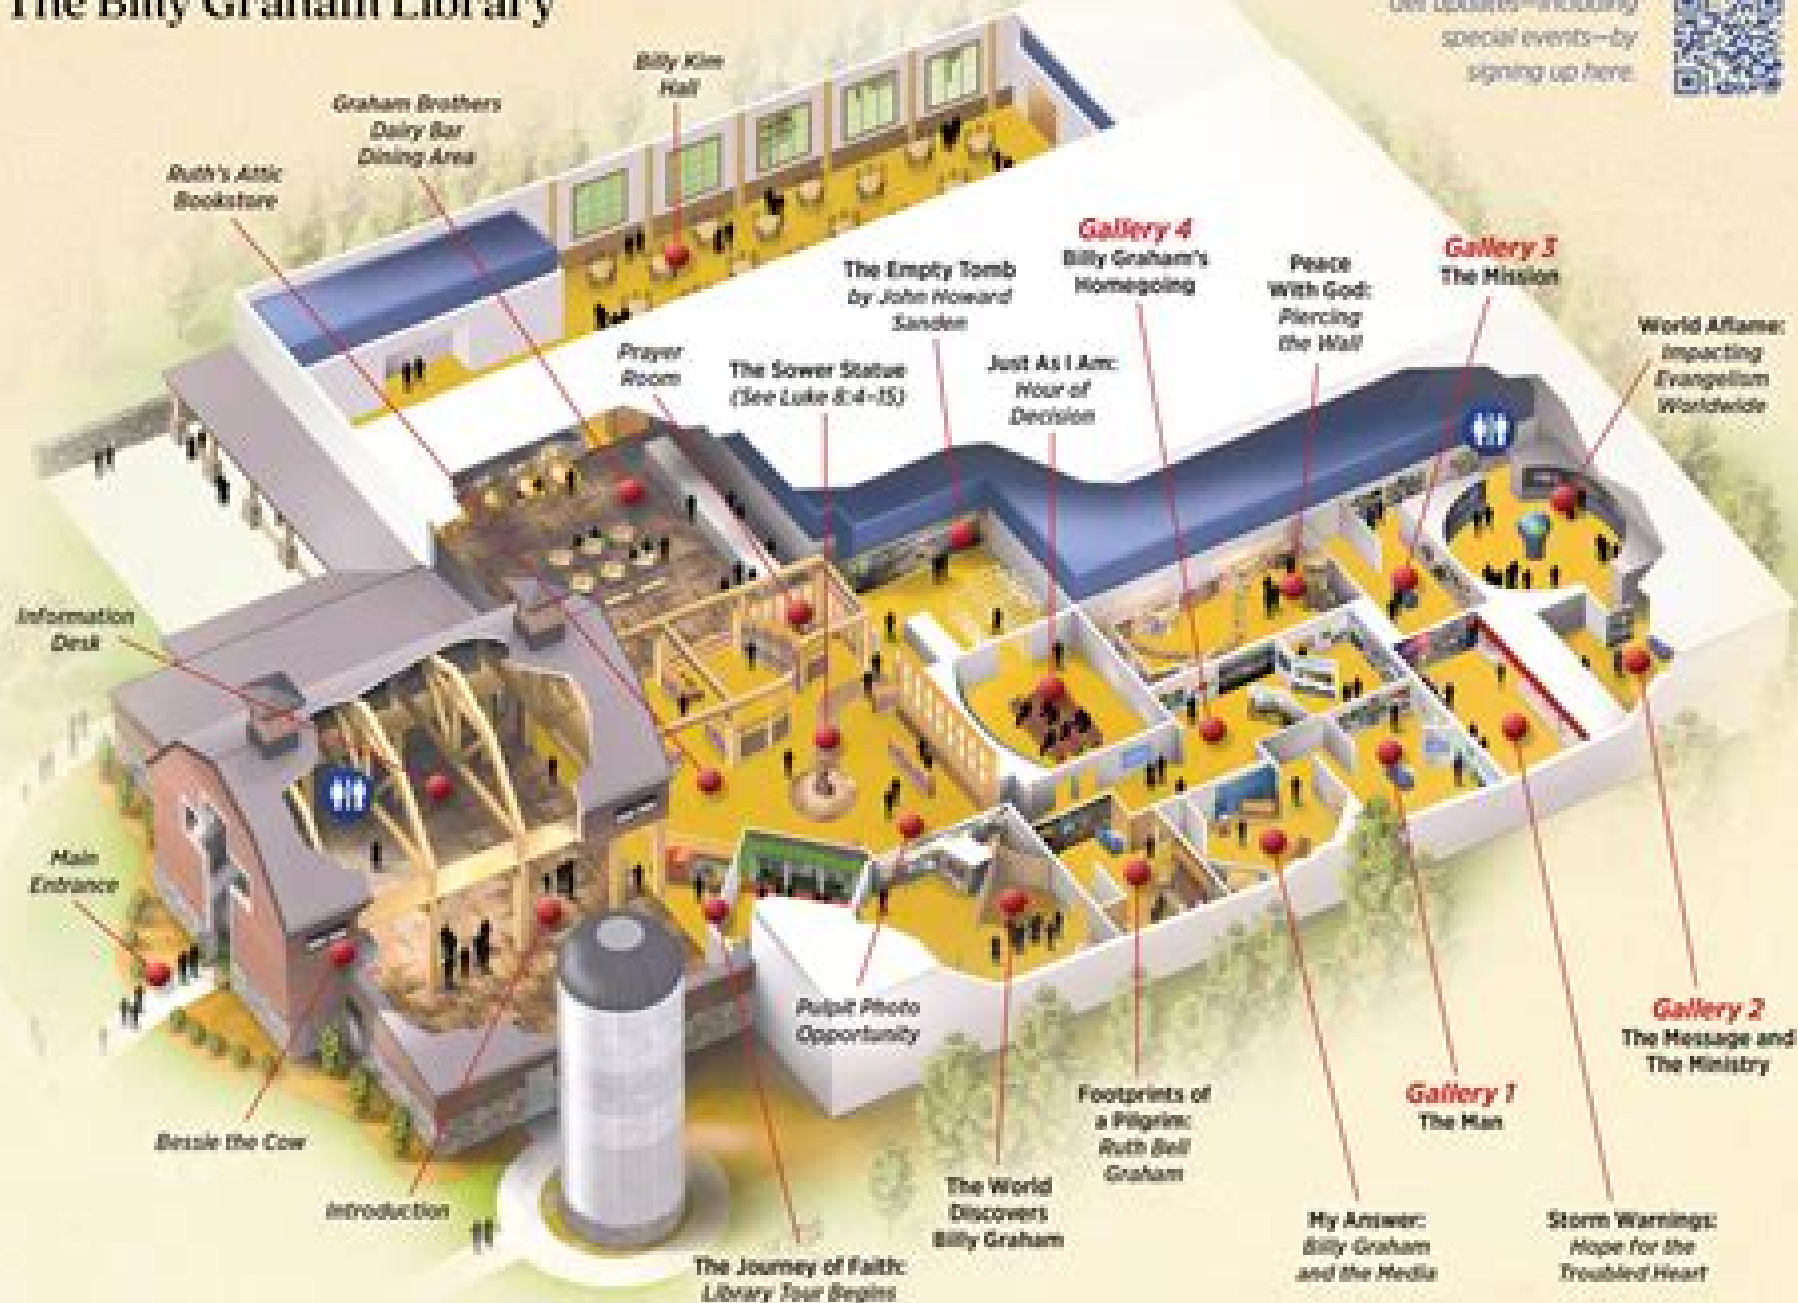 The Billy Graham Library
Get updates—including
special events—by
signing up here.
Billy Kim
Hall
Graham Brothers
Dairy Bar
Dining Area
Ruth's Attic
Bookstore
Gallery 4
Billy Graham's
Homegoing
Gallery 3
The Mission
Peace
With God:
Piercing
the Wall
The Empty Tomb
by John Howard
Sanden
World Aflame:
Impacting
Evangelism
Worldwide
Prayer
Room
The Sower Statue
(See Luke 8:4-15)
Just As I Am:
Hour of
Decision
Information
Desk
Main
Entrance
Pulpit Photo
Opportunity
Gallery 2
The Message and
The Ministry
Footprints of
a Pilgrim:
Ruth Bell
Graham
Gallery 1
The Man
Bessie the Cow
Introduction
The World
Discovers
Billy Graham
My Answer:
Billy Graham
and the Media
Storm Warnings:
Hope for the
Troubled Heart
The Journey of Faith:
Library Tour Begins